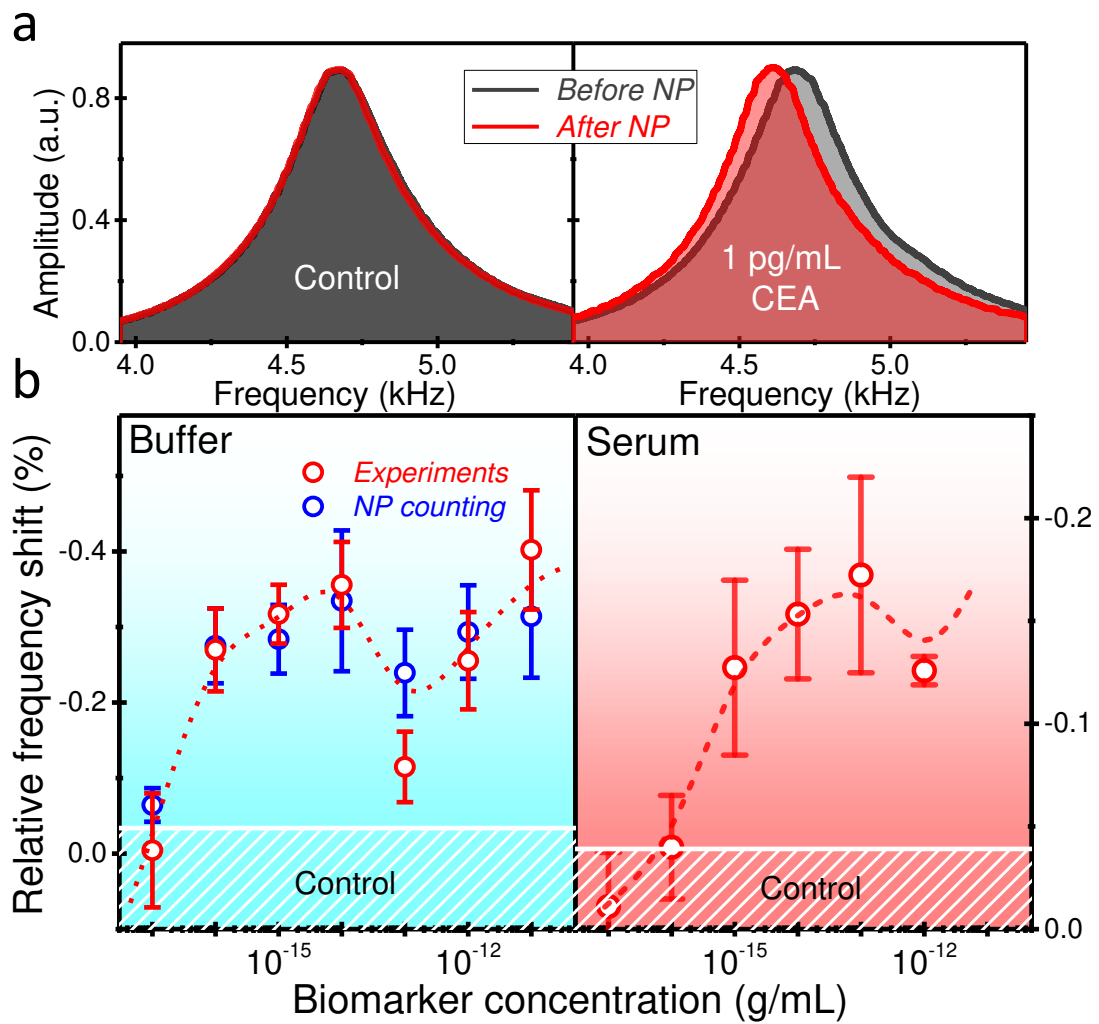 a
Amplitude (a.u.)
0.8
0.4
0.0
Before NP
After NP
Control
1 pg/mL
CEA
4.0 4.5 5.0 4.0 4.5 5.0
Frequency (kHz) Frequency (kHz)
b
Relative frequency shift (%)
Buffer
Serum
Experiments
NP counting
-0.4
-0.2
0.0
-0.2
-0.1
0.0
Control
Control
10⁻¹⁵ 10⁻¹² 10⁻¹⁵ 10⁻¹²
Biomarker concentration (g/mL)